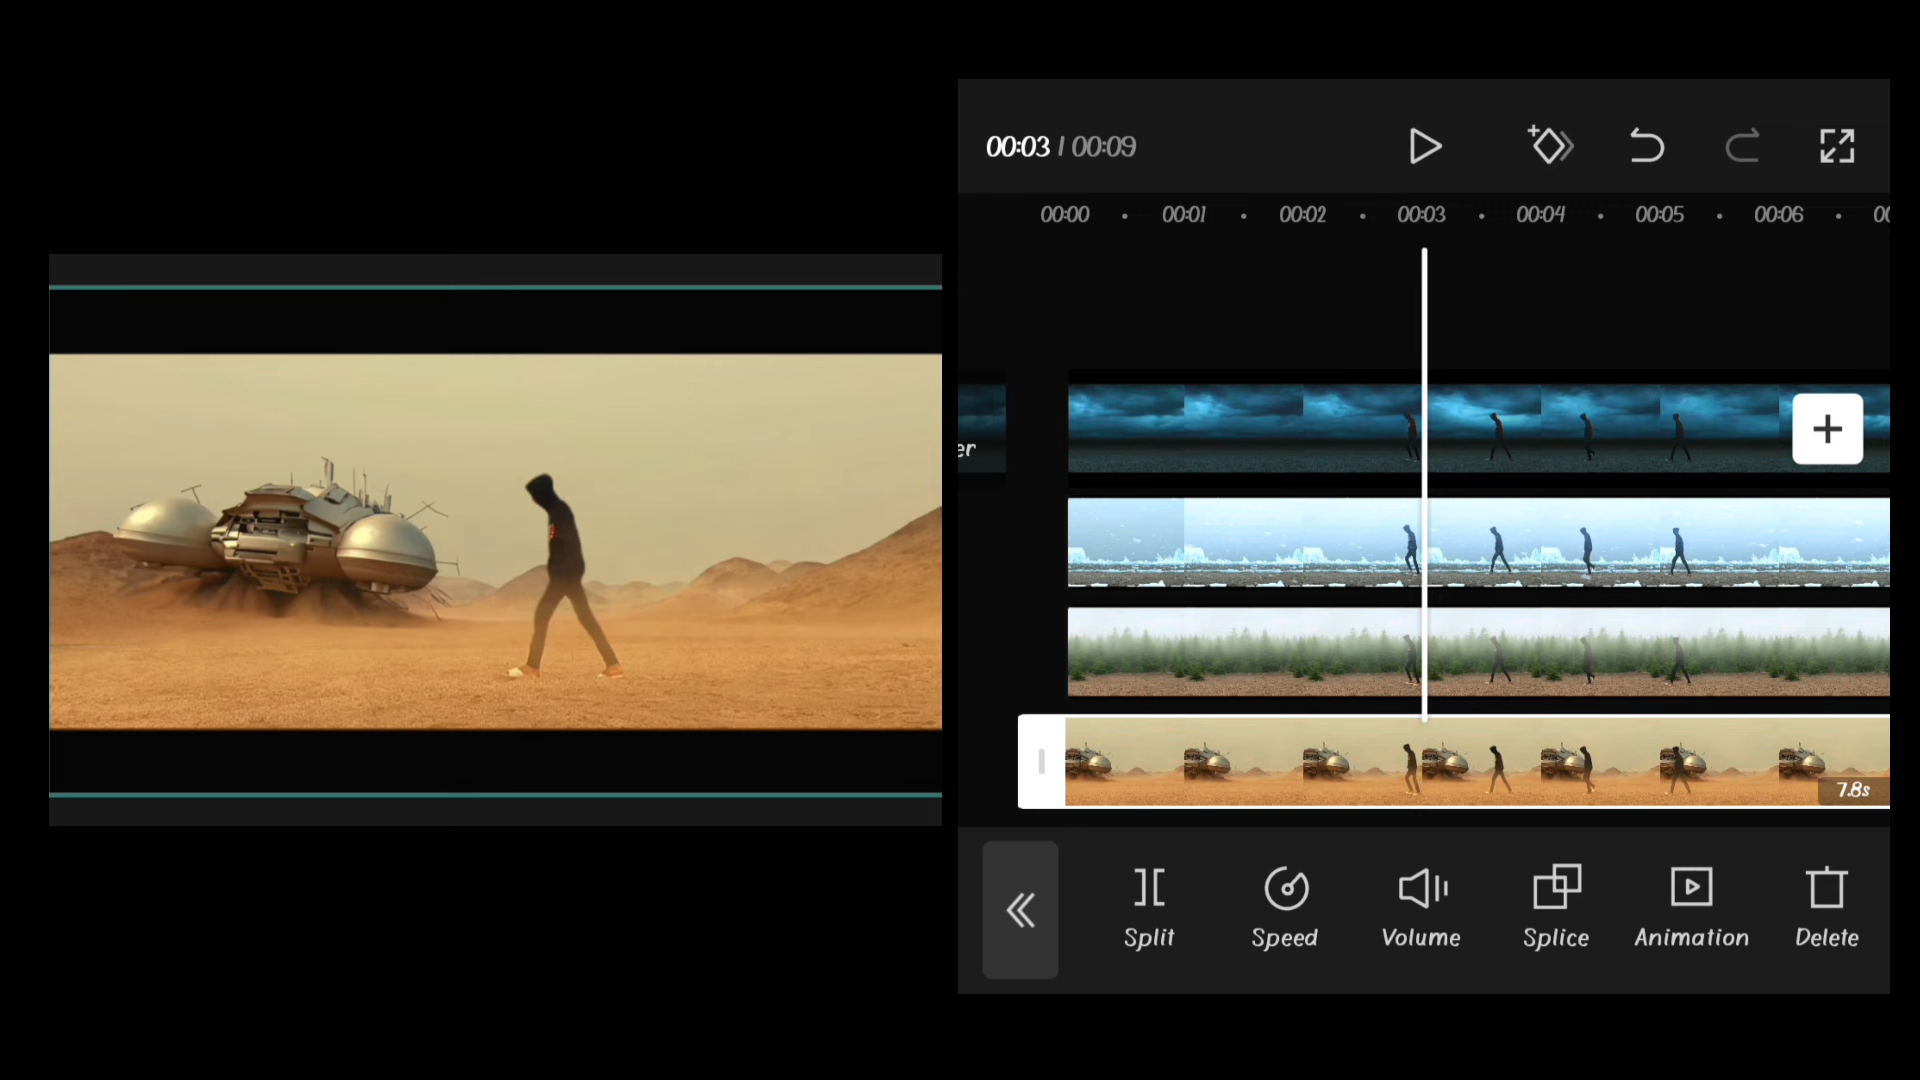 00:03 / 00:09
00:00 00:01 00:02 00:03 00:04 00:05 00:06
er
7.8s
Split Speed Volume Splice Animation Delete